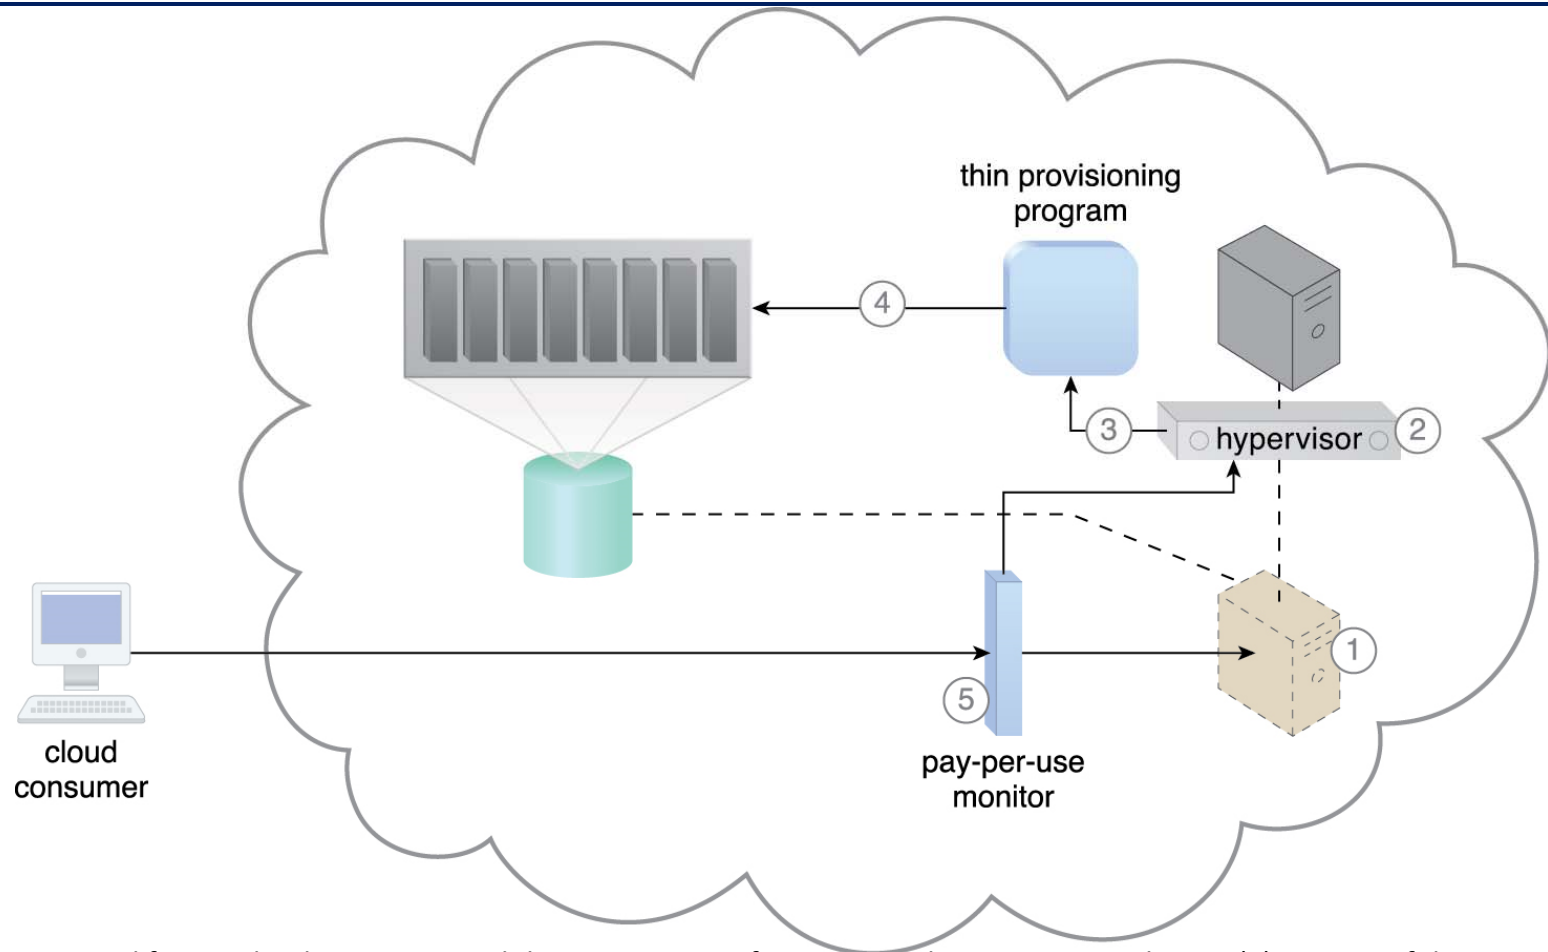 thin provisioning
program
4
3
hypervisor
2
1
5
cloud
consumer
pay-per-use
monitor